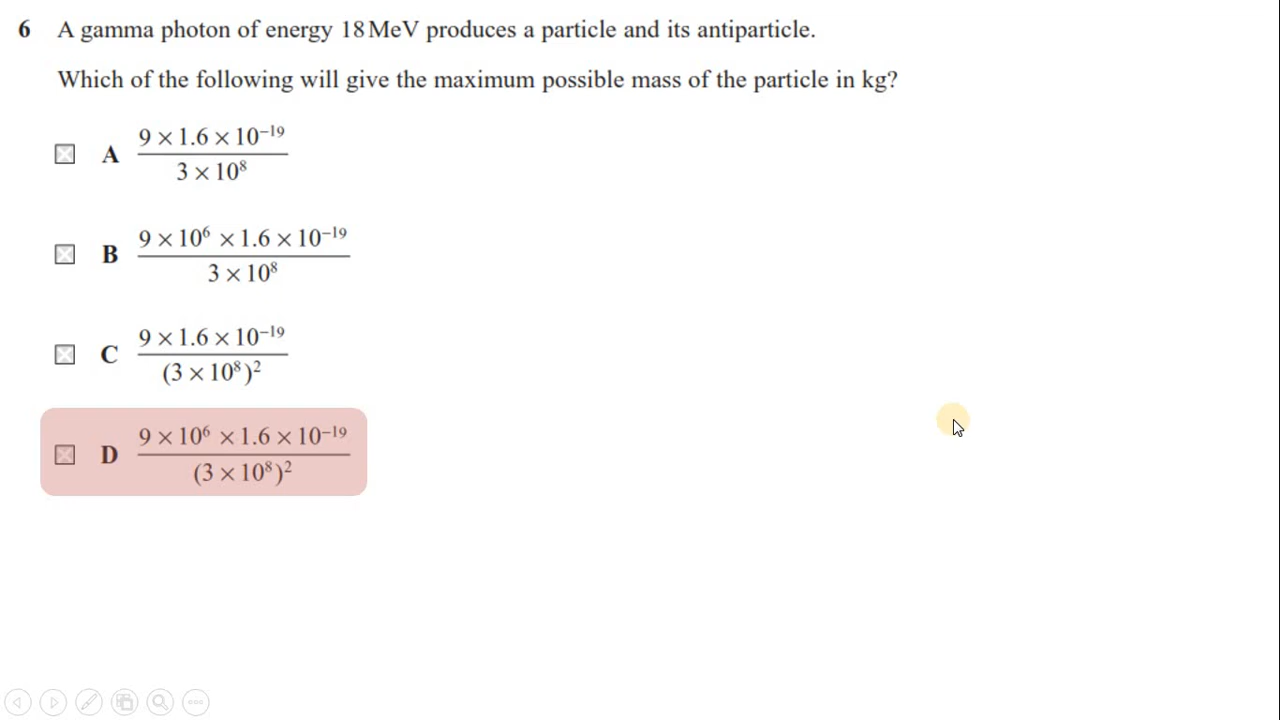 6 A gamma photon of energy 18 MeV produces a particle and its antiparticle.
Which of the following will give the maximum possible mass of the particle in kg?
A 9 × 1.6 × 10⁻¹⁹
3 × 10⁸
B 9 × 10⁶ × 1.6 × 10⁻¹⁹
3 × 10⁸
C 9 × 1.6 × 10⁻¹⁹
(3 × 10⁸)²
D 9 × 10⁶ × 1.6 × 10⁻¹⁹
(3 × 10⁸)²